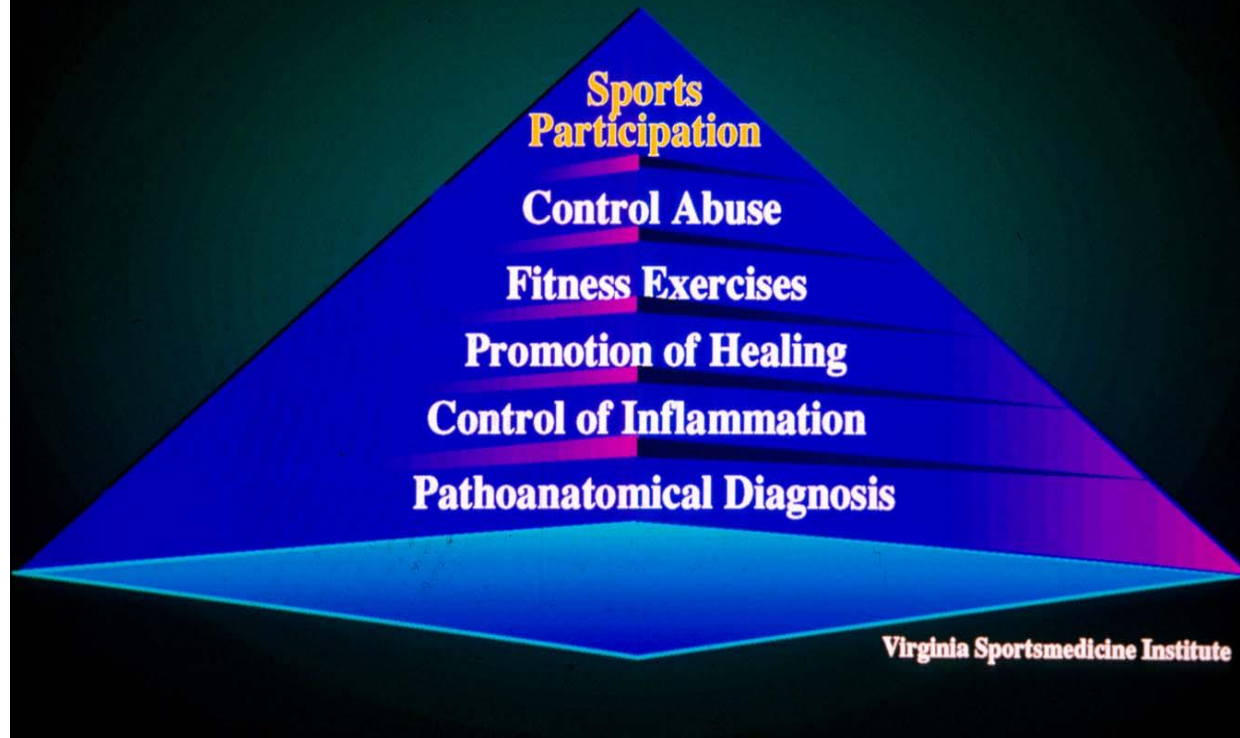 Sports
Participation
Control Abuse
Fitness Exercises
Promotion of Healing
Control of Inflammation
Pathoanatomical Diagnosis
Virginia Sportsmedicine Institute